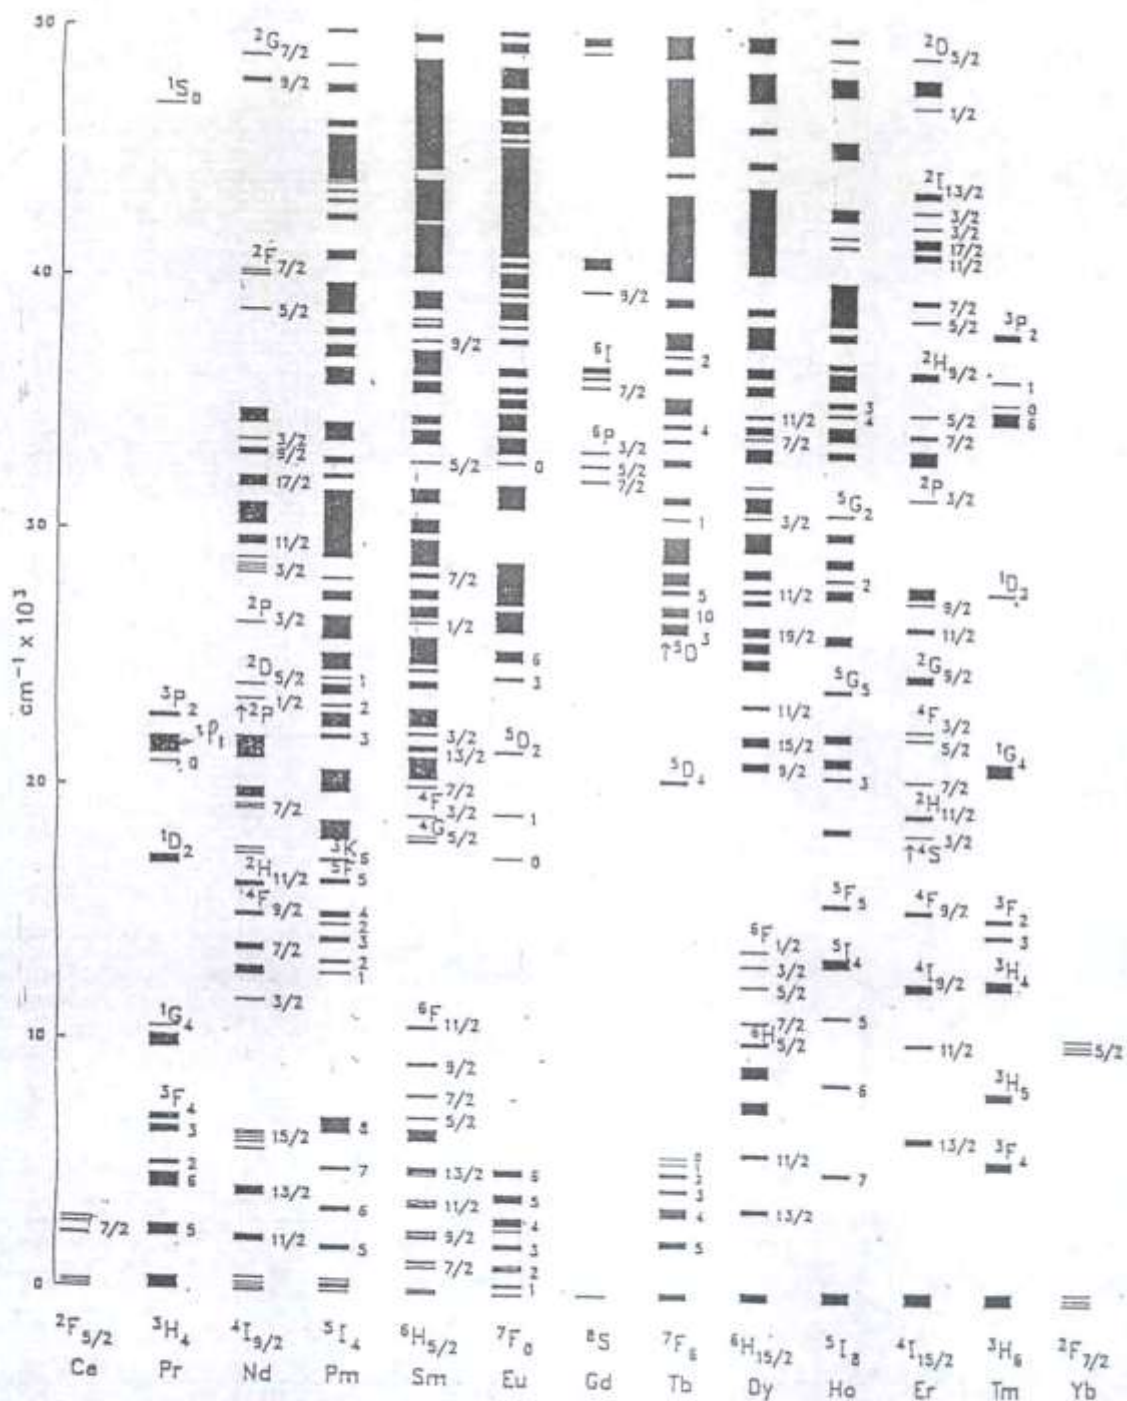 cm⁻¹ x 10³
50
40
30
20
10
0
7/2
²F₅/₂
Ce
¹S₀
³P₂
³P₁
0
¹D₂
¹G₄
³F₄
3
2
6
5
³H₄
Pr
²G₇/₂
9/2
²F₇/₂
5/2
3/2
9/2
17/2
11/2
3/2
²P₃/₂
²D₅/₂
1/2
↑²P
7/2
²H₁₁/₂
⁴F₉/₂
7/2
3/2
15/2
13/2
11/2
⁴I₉/₂
Nd
1
2
3
³K₆
⁵F₅
4
2
3
2
1
8
7
6
5
⁵I₄
Pm
9/2
5/2
7/2
1/2
3/2
13/2
7/2
⁴F₃/₂
⁴G₅/₂
⁶F₁₁/₂
9/2
7/2
5/2
13/2
11/2
9/2
7/2
⁶H₅/₂
Sm
0
6
3
⁵D₂
1
0
6
5
4
3
2
1
⁷F₀
Eu
9/2
⁶I
7/2
⁶P₃/₂
5/2
7/2
⁸S
Gd
2
4
1
5
10
3
↑⁵D
⁵D₄
2
3
4
5
⁷F₆
Tb
11/2
7/2
3/2
11/2
19/2
11/2
15/2
9/2
⁶F₁/₂
3/2
5/2
7/2
⁶H₅/₂
11/2
13/2
⁶H₁₅/₂
Dy
3
4
⁵G₂
2
⁵G₅
3
⁵F₅
⁵I₄
5
6
7
⁵I₈
Ho
²D₅/₂
1/2
²I₁₃/₂
3/2
3/2
17/2
11/2
7/2
5/2
²H₉/₂
5/2
7/2
²P₃/₂
9/2
11/2
²G₉/₂
⁴F₃/₂
5/2
7/2
²H₁₁/₂
3/2
↑⁴S
⁴F₉/₂
⁴I₉/₂
11/2
13/2
⁴I₁₅/₂
Er
³P₂
1
0
6
¹D₂
¹G₄
³F₂
3
³H₄
³H₅
³F₄
³H₆
Tm
5/2
²F₇/₂
Yb